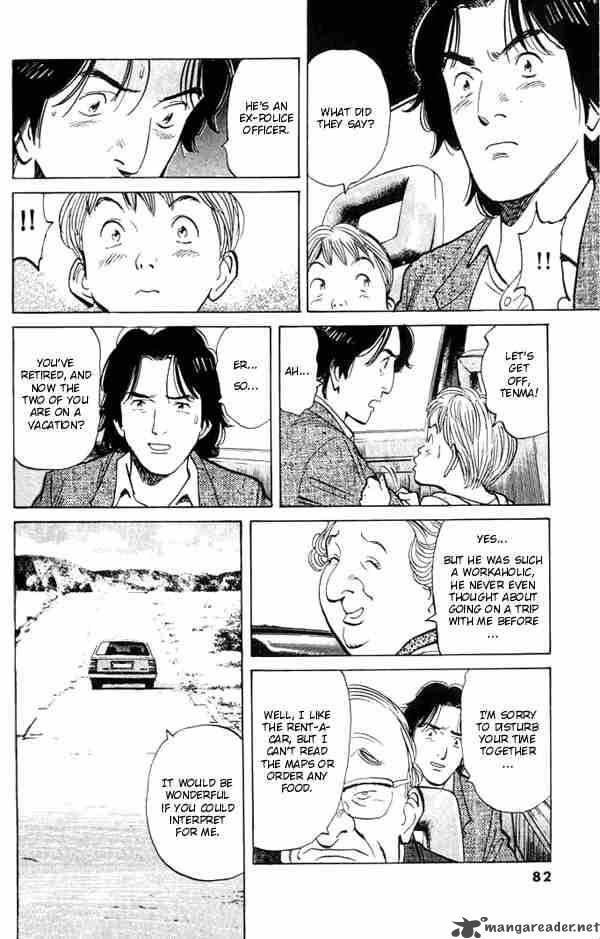 WHAT DID
THEY SAY?
!!
HE'S AN
EX-POLICE
OFFICER.
!!
LET'S
GET
OFF,
TENMA!
AH...
ER...
SO...
YOU'VE
RETIRED, AND
NOW THE
TWO OF YOU
ARE ON A
VACATION?
YES...
BUT HE WAS SUCH
A WORKAHOLIC,
HE NEVER EVEN
THOUGHT ABOUT
GOING ON A TRIP
WITH ME BEFORE
...
I'M SORRY
TO DISTURB
YOUR TIME
TOGETHER
...
WELL, I LIKE
THE RENT-A-
CAR, BUT I
CAN'T READ
THE MAPS OR
ORDER ANY
FOOD.
IT WOULD BE
WONDERFUL
IF YOU COULD
INTERPRET
FOR ME.
82
mangareader.net